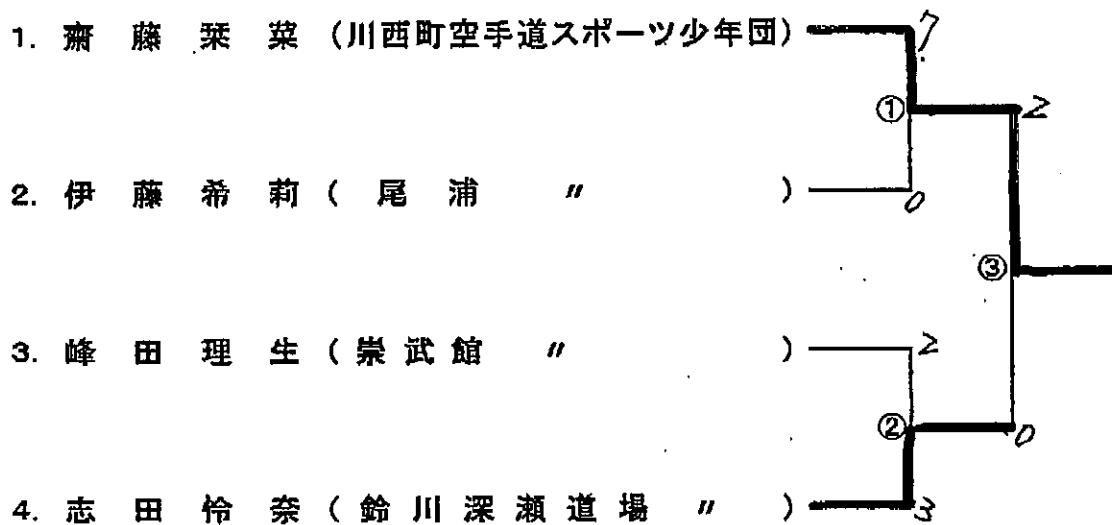 1. 齋藤栞菜 (川西町空手道スポーツ少年団) 7
① 2
2. 伊藤希莉 ( 尾浦 〃 ) 0
③
3. 峰田理生 ( 崇武館 〃 ) 2
② 0
4. 志田怜奈 ( 鈴川深瀬道場 〃 ) 3